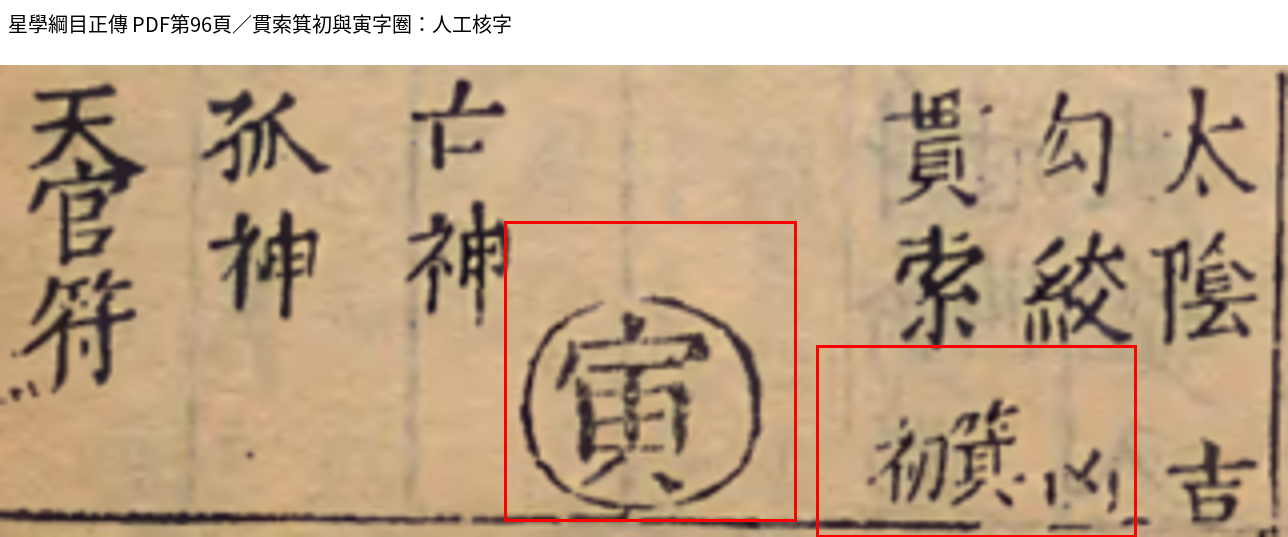 星學綱目正傳 PDF第96頁／貫索箕初與寅字圈：人工核字
太陰　吉
勾絞　凶
貫索　箕初
寅
亡神
孤神
天官符